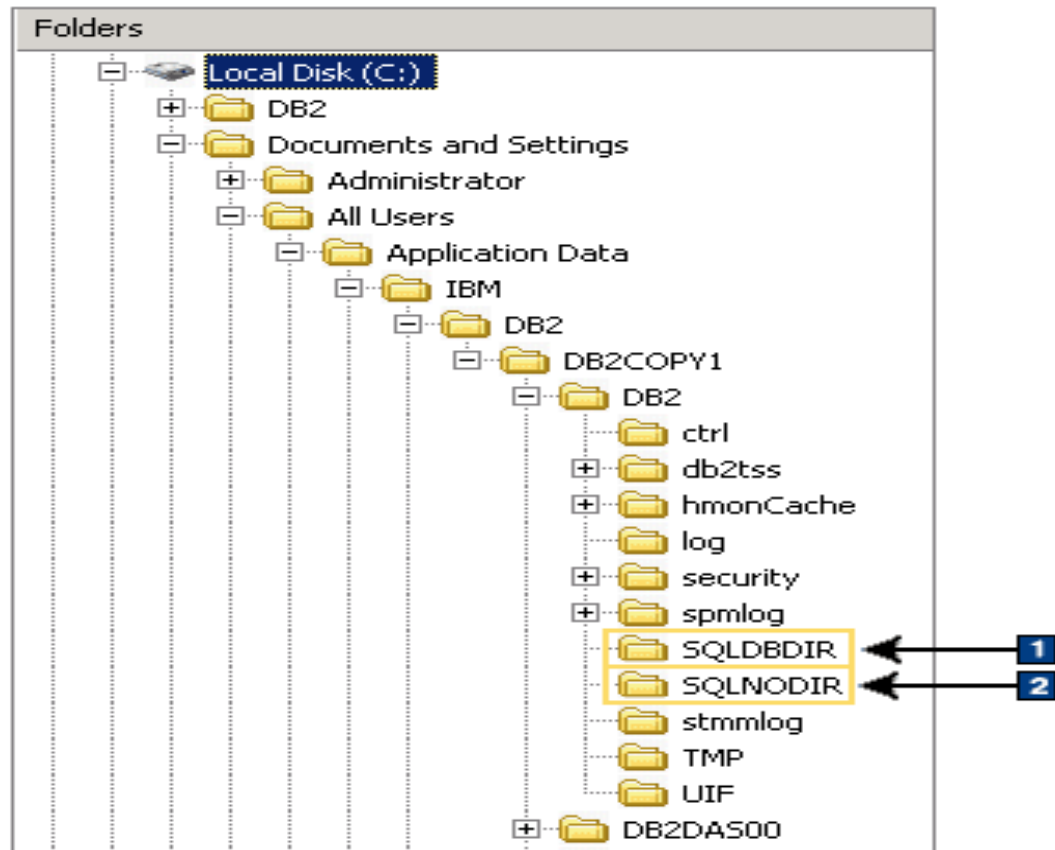 Folders
Local Disk (C:)
DB2
Documents and Settings
Administrator
All Users
Application Data
IBM
DB2
DB2COPY1
DB2
ctrl
db2tss
hmonCache
log
security
spmlog
SQLDBDIR 1
SQLNODIR 2
stmmlog
TMP
UIF
DB2DAS00